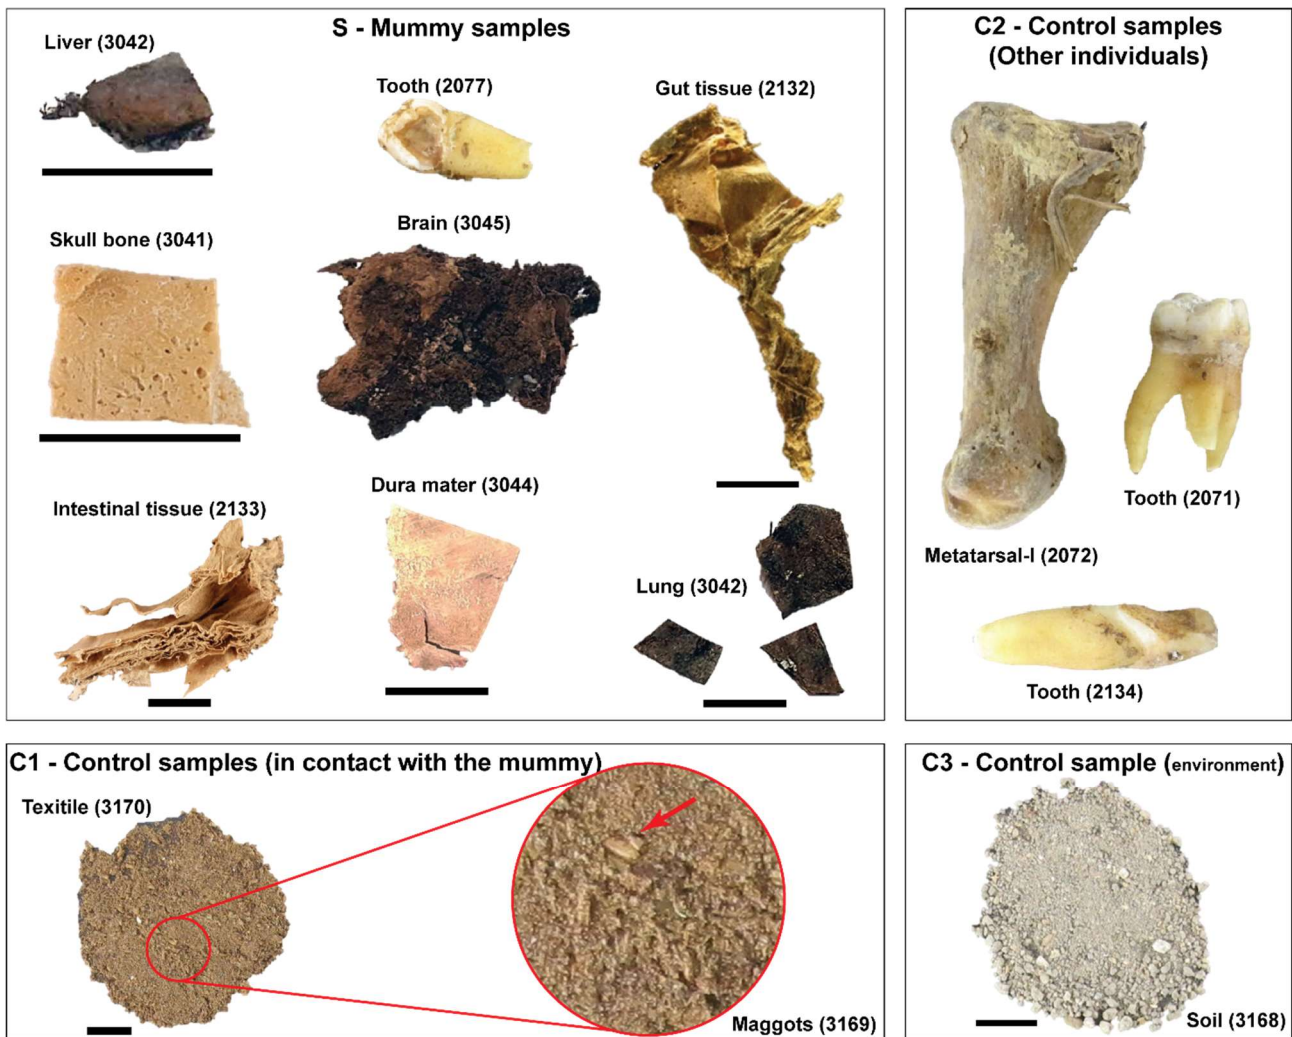 S - Mummy samples
Liver (3042)
Tooth (2077)
Gut tissue (2132)
Skull bone (3041)
Brain (3045)
Intestinal tissue (2133)
Dura mater (3044)
Lung (3042)
C2 - Control samples
(Other individuals)
Metatarsal-I (2072)
Tooth (2071)
Tooth (2134)
C1 - Control samples (in contact with the mummy)
Texitile (3170)
Maggots (3169)
C3 - Control sample (environment)
Soil (3168)